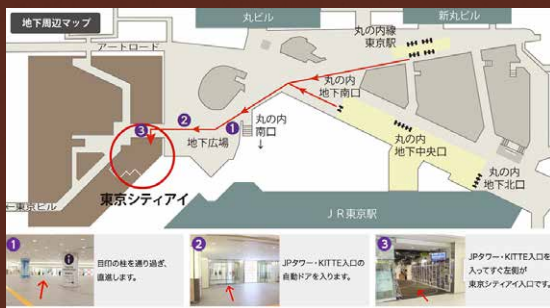 地下周辺マップ
丸ビル
新丸ビル
丸の内線
東京駅
アートロード
丸の内
地下南口
3
2
1
丸の内
南口
↓
地下広場
丸の内
地下中央口
丸の内
地下北口
東京シティアイ
←東京ビル
JR東京駅
1
目印の柱を通り過ぎ、
直進します。
2
JPタワー・KITTE入口の
自動ドアを入ります。
3
JPタワー・KITTE入口を
入ってすぐ左側が
東京シティアイ入口です。